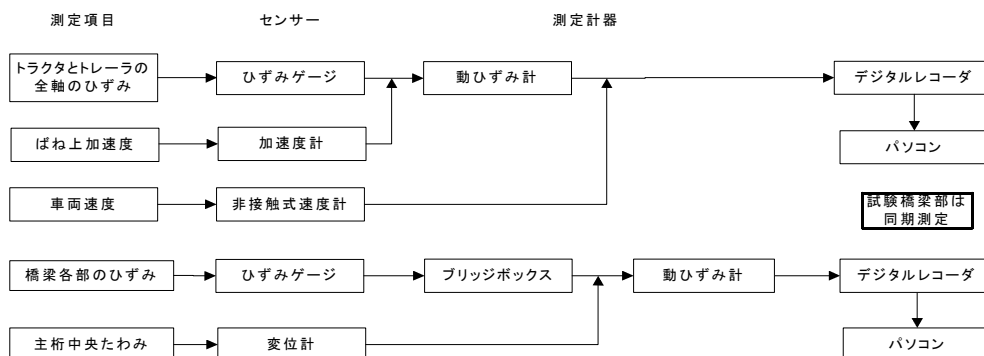 測定項目 センサー 測定計器
トラクタとトレーラの
全軸のひずみ
ひずみゲージ
動ひずみ計
デジタルレコーダ
ばね上加速度
加速度計
パソコン
車両速度
非接触式速度計
試験橋梁部は
同期測定
橋梁各部のひずみ
ひずみゲージ
ブリッジボックス
動ひずみ計
デジタルレコーダ
主桁中央たわみ
変位計
パソコン